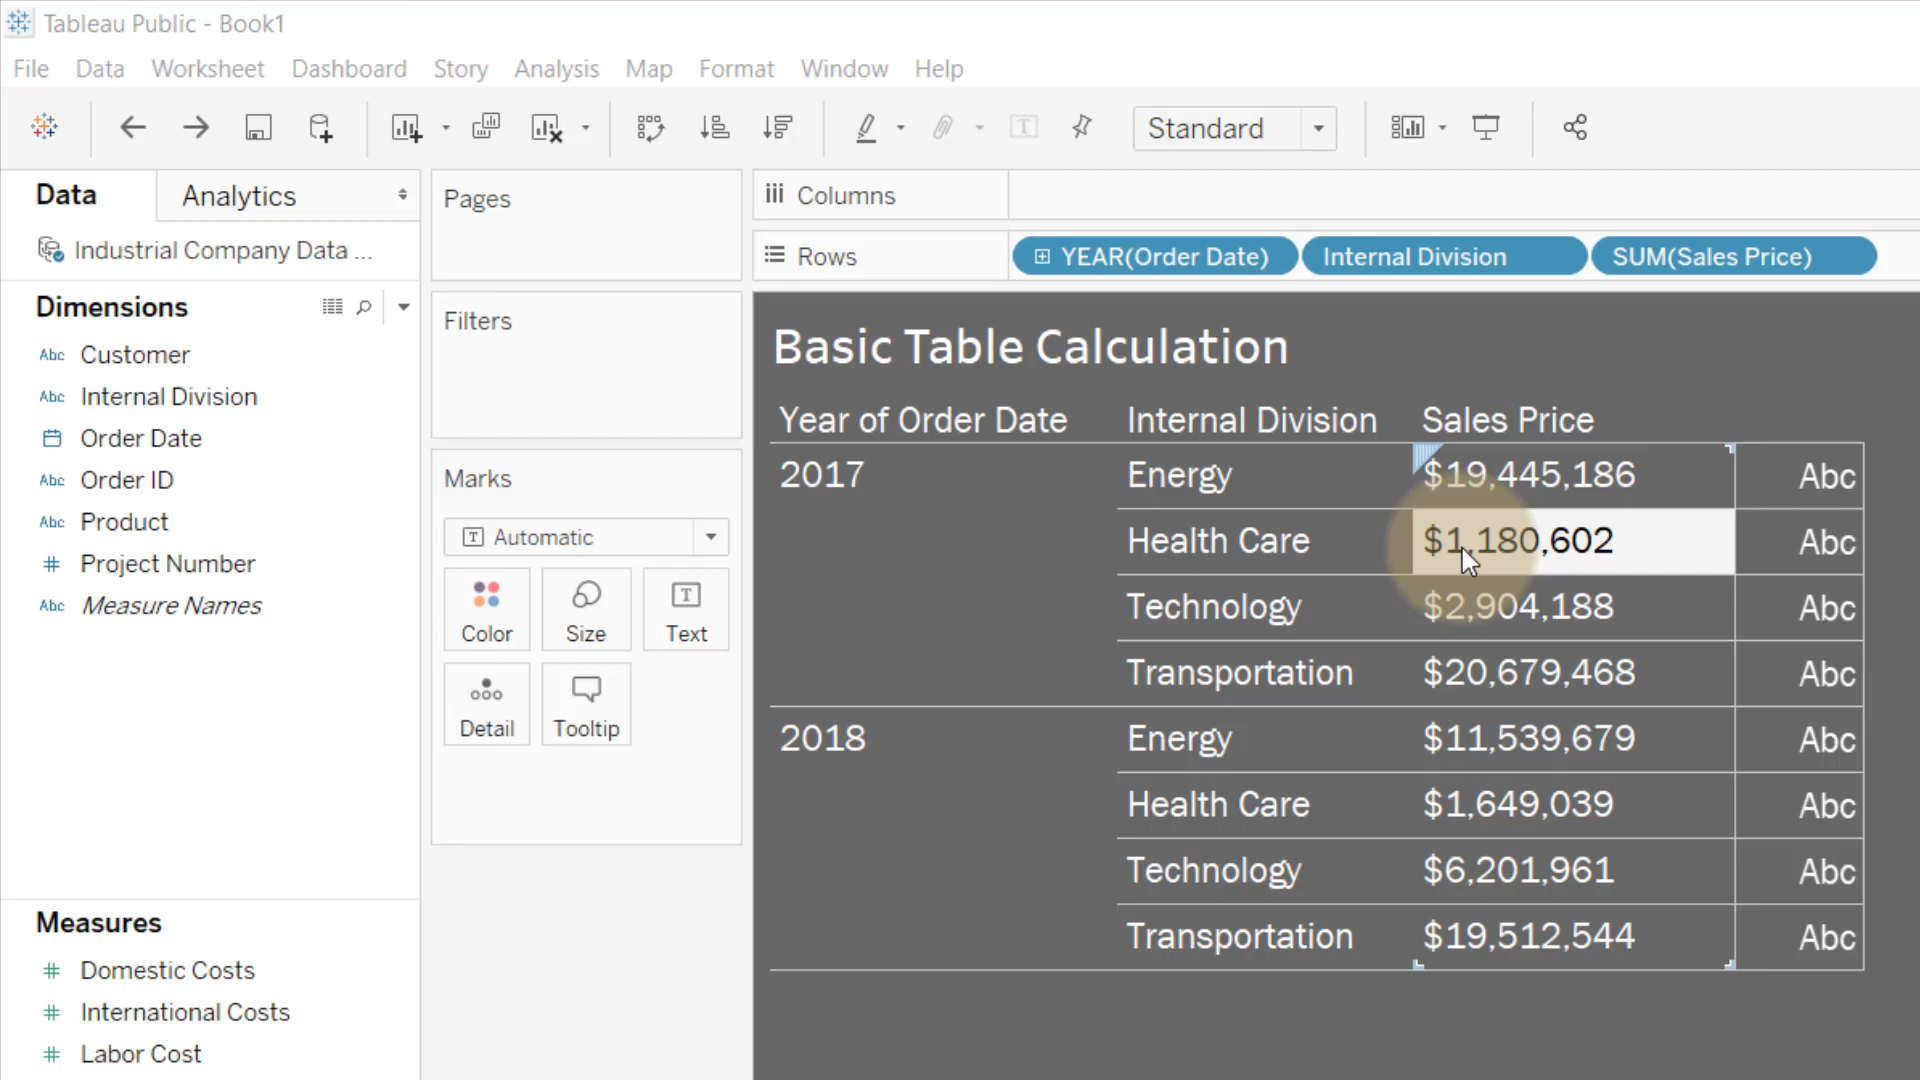 Tableau Public - Book1
File Data Worksheet Dashboard Story Analysis Map Format Window Help
Standard
Data Analytics
Industrial Company Data ...
Dimensions
Abc Customer
Abc Internal Division
Order Date
Abc Order ID
Abc Product
# Project Number
Abc Measure Names
Measures
# Domestic Costs
# International Costs
# Labor Cost
Pages
Filters
Marks
T Automatic
Color Size T Text
Detail Tooltip
Columns
Rows YEAR(Order Date) Internal Division SUM(Sales Price)
Basic Table Calculation
Year of Order Date Internal Division Sales Price
2017 Energy $19,445,186 Abc
Health Care $1,180,602 Abc
Technology $2,904,188 Abc
Transportation $20,679,468 Abc
2018 Energy $11,539,679 Abc
Health Care $1,649,039 Abc
Technology $6,201,961 Abc
Transportation $19,512,544 Abc